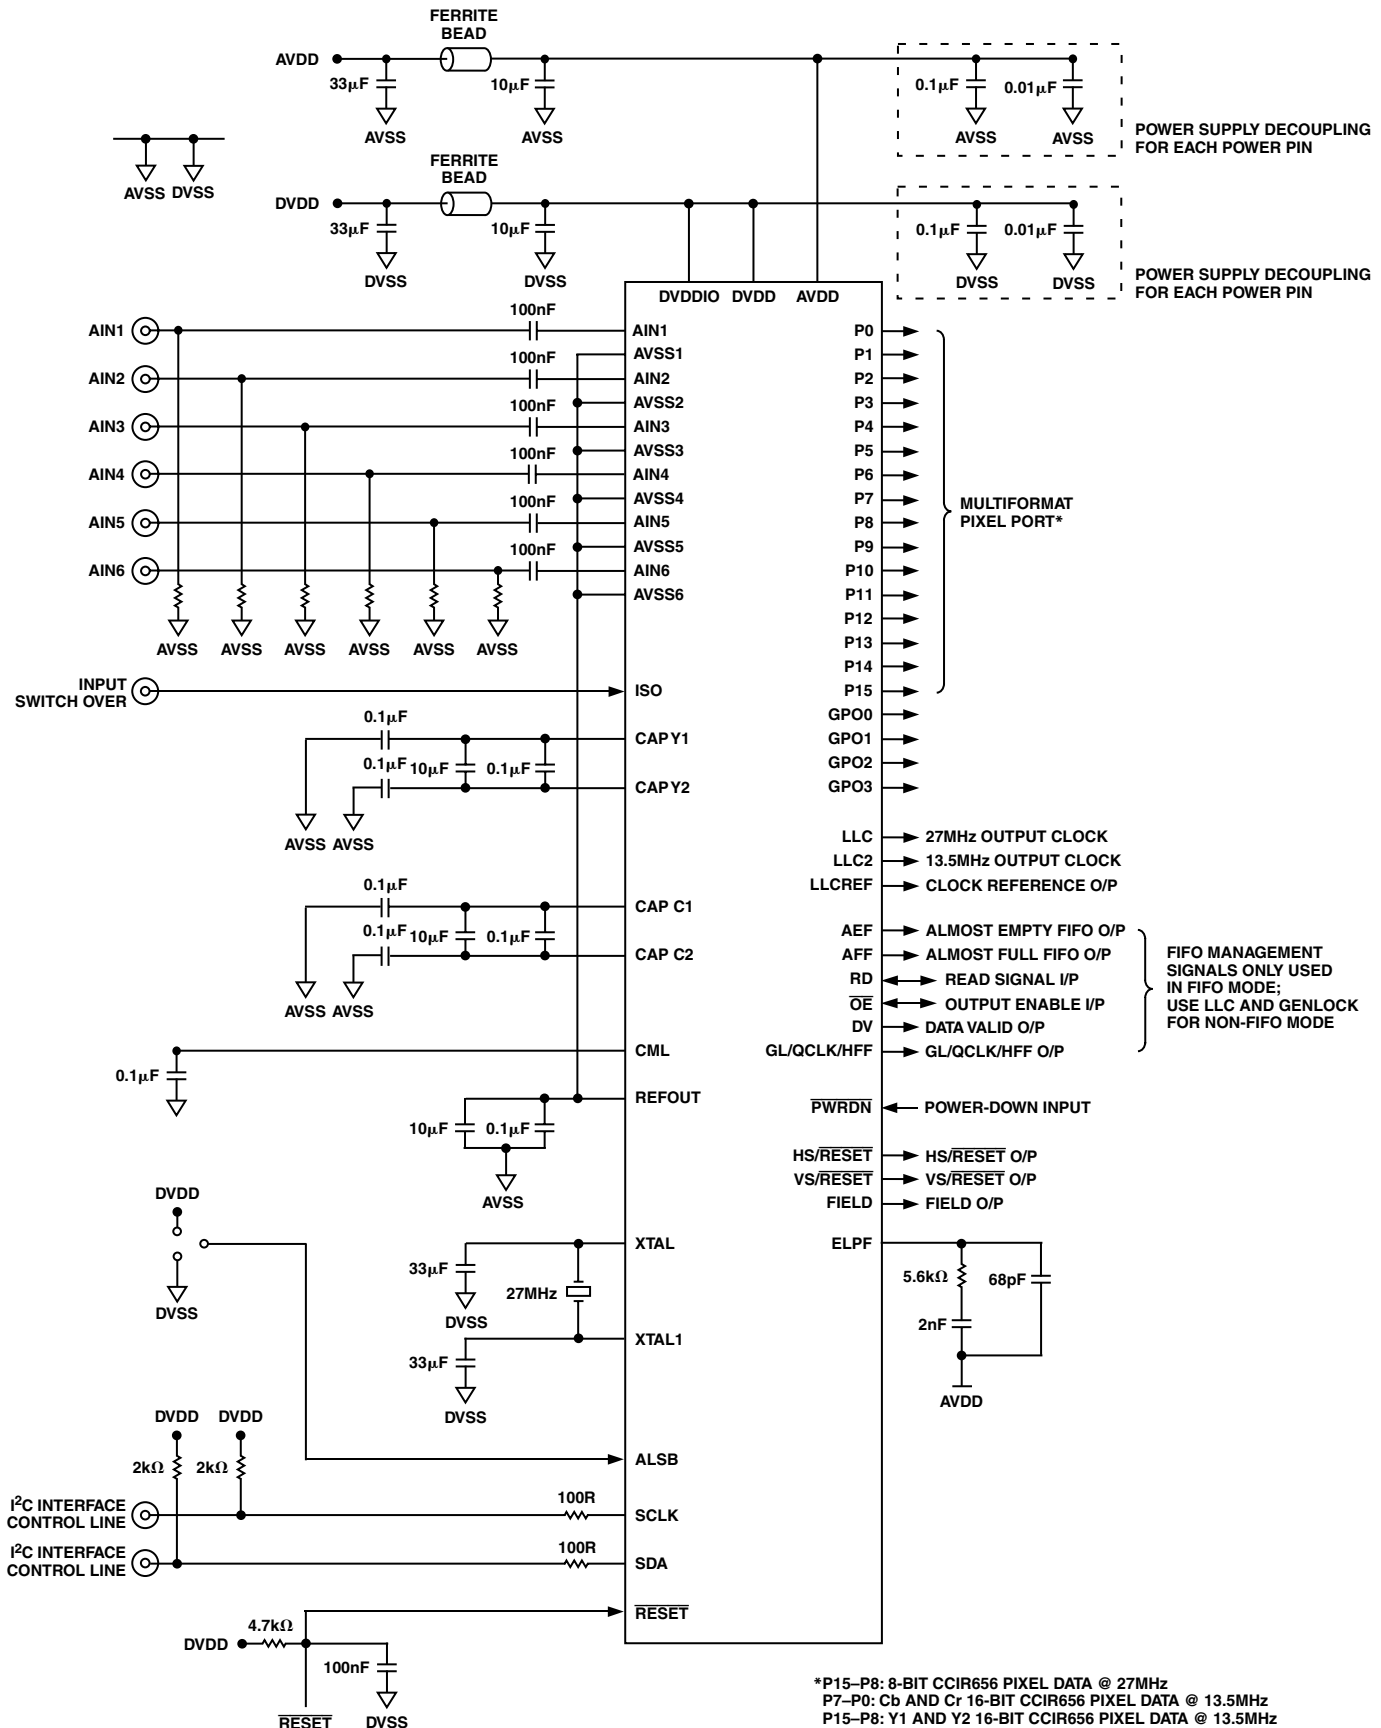 FERRITE
BEAD
AVDD
33µF
10µF
AVSS
AVSS
0.1µF
0.01µF
AVSS
AVSS
POWER SUPPLY DECOUPLING
FOR EACH POWER PIN
AVSS
DVSS
FERRITE
BEAD
DVDD
33µF
10µF
DVSS
DVSS
0.1µF
0.01µF
DVSS
DVSS
POWER SUPPLY DECOUPLING
FOR EACH POWER PIN
DVDDIO
DVDD
AVDD
AIN1
100nF
AIN1
AVSS1
AIN2
100nF
AIN2
AVSS2
AIN3
100nF
AIN3
AVSS3
AIN4
100nF
AIN4
AVSS4
AIN5
100nF
AIN5
AVSS5
AIN6
100nF
AIN6
AVSS6
AVSS
AVSS
AVSS
AVSS
AVSS
AVSS
INPUT
SWITCH OVER
ISO
0.1µF
CAP Y1
0.1µF
10µF
0.1µF
CAP Y2
AVSS
AVSS
0.1µF
CAP C1
0.1µF
10µF
0.1µF
CAP C2
AVSS
AVSS
CML
0.1µF
REFOUT
10µF
0.1µF
AVSS
DVDD
DVSS
XTAL
33µF
DVSS
27MHz
XTAL1
33µF
DVSS
DVDD
DVDD
2kΩ
2kΩ
ALSB
I2C INTERFACE
CONTROL LINE
100R
SCLK
I2C INTERFACE
CONTROL LINE
100R
SDA
RESET
4.7kΩ
DVDD
100nF
RESET
DVSS
P0
P1
P2
P3
P4
P5
P6
P7
P8
P9
P10
P11
P12
P13
P14
P15
MULTIFORMAT
PIXEL PORT*
GPO0
GPO1
GPO2
GPO3
LLC
27MHz OUTPUT CLOCK
LLC2
13.5MHz OUTPUT CLOCK
LLCREF
CLOCK REFERENCE O/P
AEF
ALMOST EMPTY FIFO O/P
AFF
ALMOST FULL FIFO O/P
RD
READ SIGNAL I/P
OE
OUTPUT ENABLE I/P
DV
DATA VALID O/P
GL/QCLK/HFF
GL/QCLK/HFF O/P
FIFO MANAGEMENT
SIGNALS ONLY USED
IN FIFO MODE;
USE LLC AND GENLOCK
FOR NON-FIFO MODE
PWRDN
POWER-DOWN INPUT
HS/RESET
HS/RESET O/P
VS/RESET
VS/RESET O/P
FIELD
FIELD O/P
ELPF
5.6kΩ
68pF
2nF
AVDD
*P15–P8: 8-BIT CCIR656 PIXEL DATA @ 27MHz
P7–P0: Cb AND Cr 16-BIT CCIR656 PIXEL DATA @ 13.5MHz
P15–P8: Y1 AND Y2 16-BIT CCIR656 PIXEL DATA @ 13.5MHz